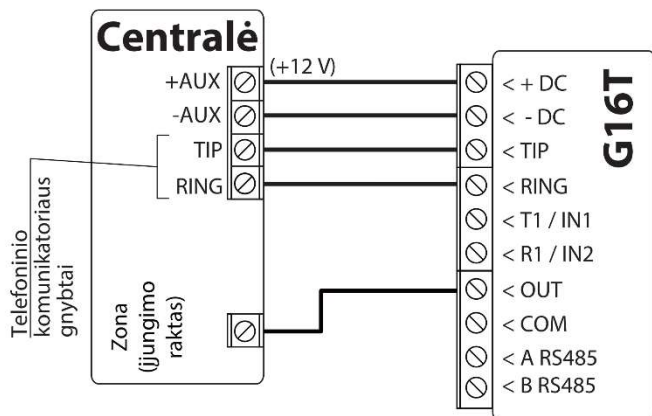 Centralė
+AUX
-AUX
TIP
RING
Telefoninio
komunikatoriaus
gnybtai
Zona
(įjungimo
raktas)
(+12 V)
G16T
< + DC
< - DC
< TIP
< RING
< T1 / IN1
< R1 / IN2
< OUT
< COM
< A RS485
< B RS485